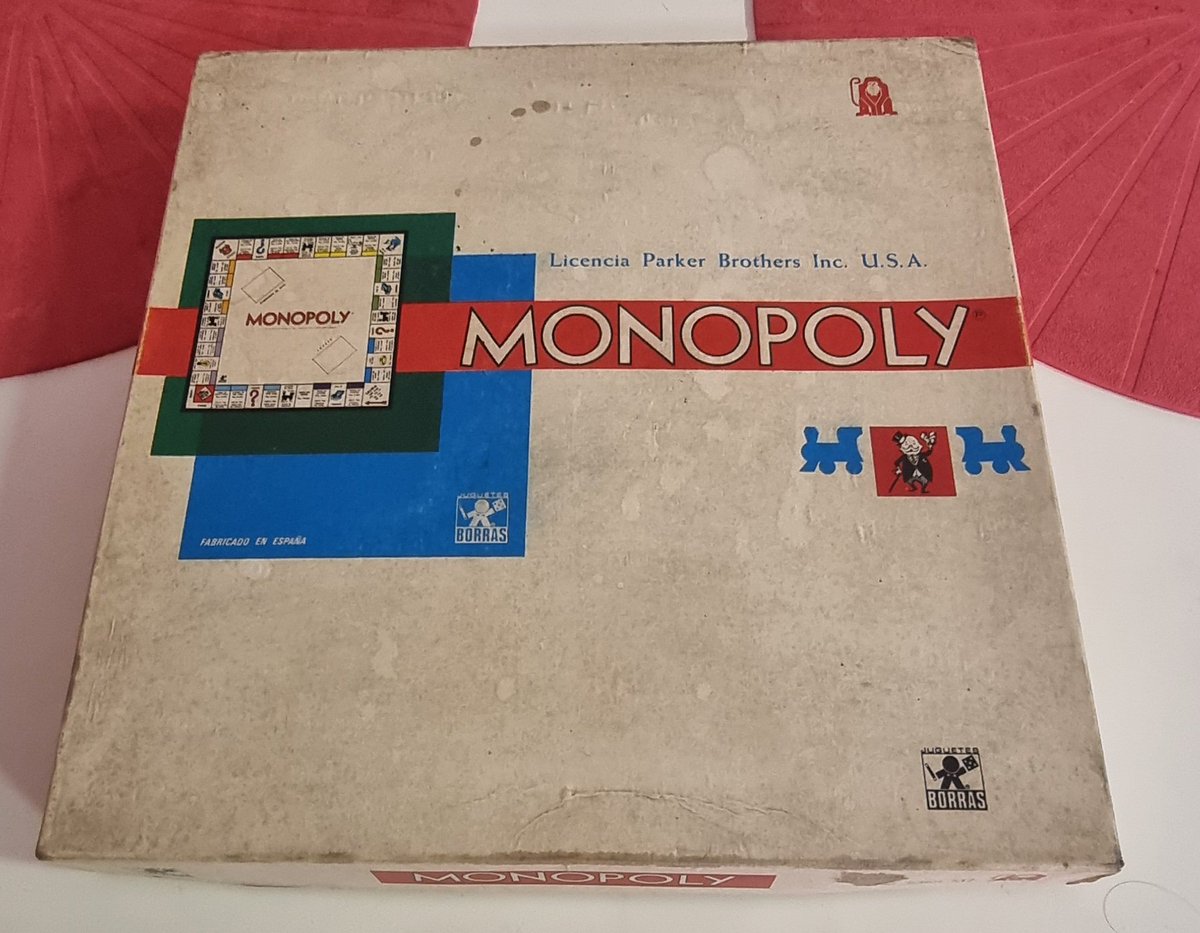 Licencia Parker Brothers Inc. U.S.A.
MONOPOLY
MONOPOLY
JUGUETES
BORRAS
FABRICADO EN ESPAÑA
JUGUETES
BORRAS
MONOPOLY